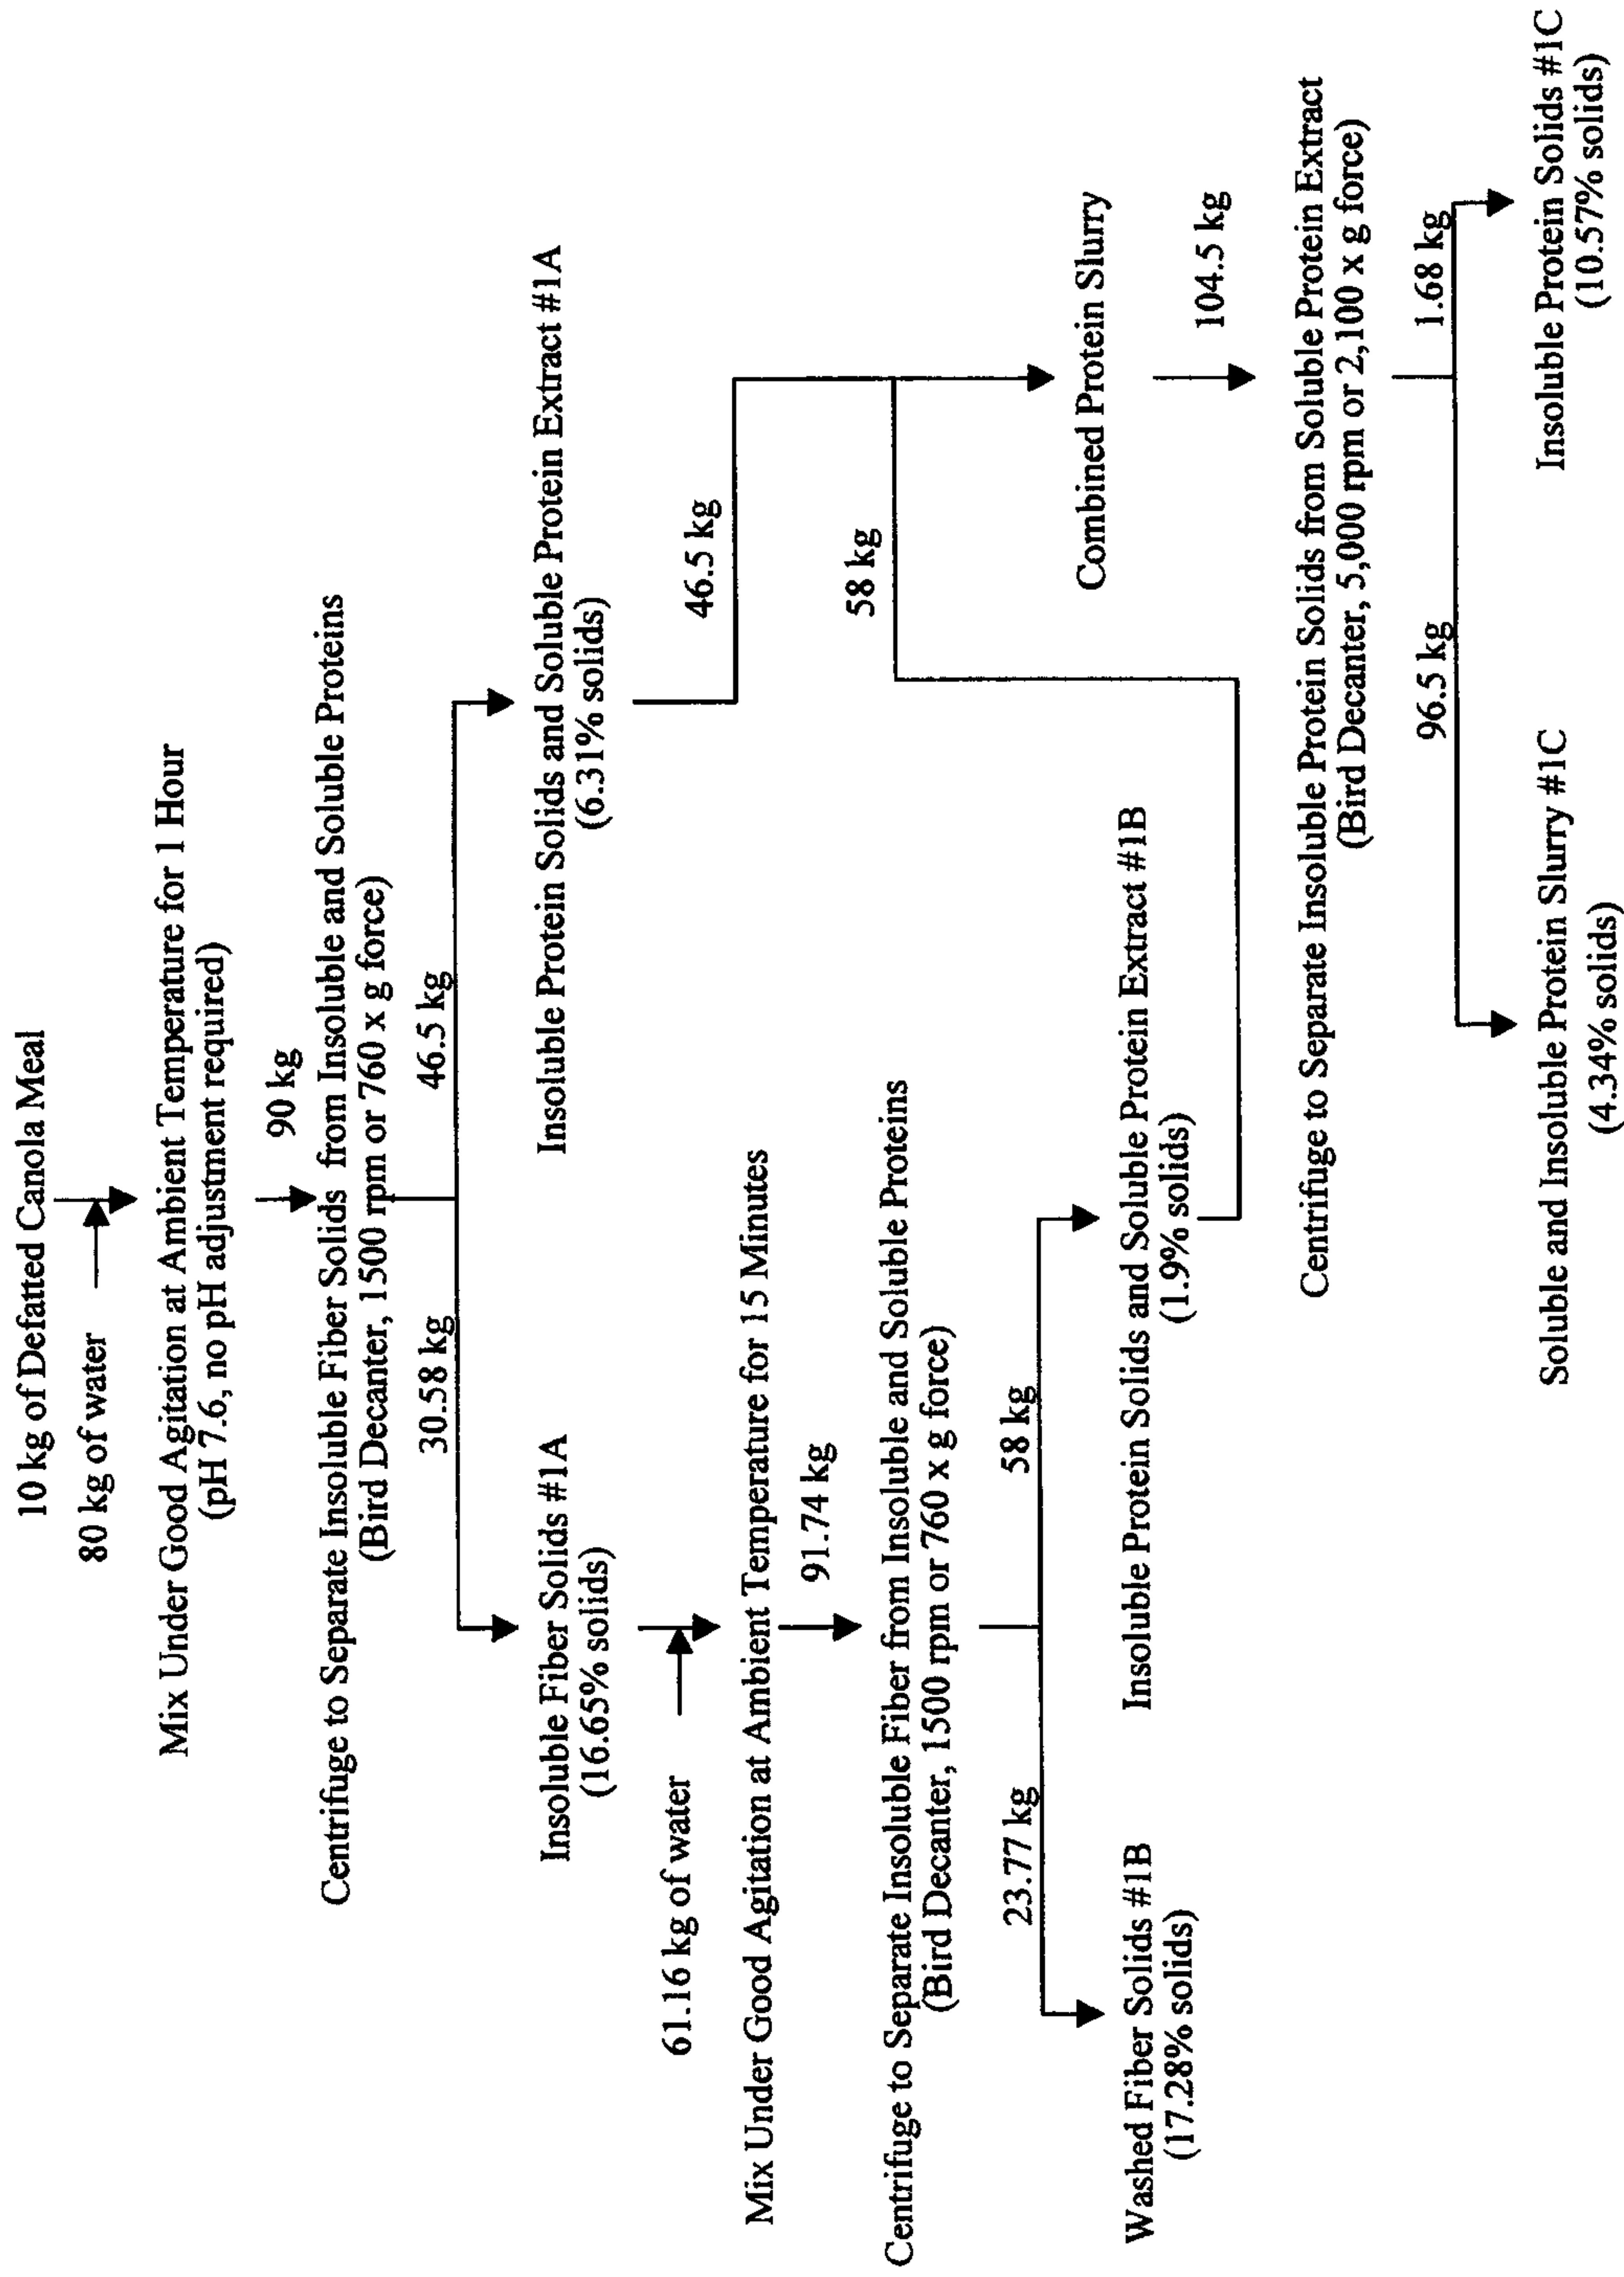 10 kg of Defatted Canola Meal
80 kg of water
Mix Under Good Agitation at Ambient Temperature for 1 Hour
(pH 7.6, no pH adjustment required)
90 kg
Centrifuge to Separate Insoluble Fiber Solids from Insoluble and Soluble Proteins
(Bird Decanter, 1500 rpm or 760 x g force)
30.58 kg
46.5 kg
Insoluble Fiber Solids #1A
(16.65% solids)
Insoluble Protein Solids and Soluble Protein Extract #1A
(6.31% solids)
61.16 kg of water
46.5 kg
Mix Under Good Agitation at Ambient Temperature for 15 Minutes
91.74 kg
58 kg
Centrifuge to Separate Insoluble Fiber from Insoluble and Soluble Proteins
(Bird Decanter, 1500 rpm or 760 x g force)
23.77 kg
58 kg
Combined Protein Slurry
Washed Fiber Solids #1B
(17.28% solids)
Insoluble Protein Solids and Soluble Protein Extract #1B
(1.9% solids)
104.5 kg
Centrifuge to Separate Insoluble Protein Solids from Soluble Protein Extract
(Bird Decanter, 5,000 rpm or 2,100 x g force)
96.5 kg
1.68 kg
Soluble and Insoluble Protein Slurry #1C
(4.34% solids)
Insoluble Protein Solids #1C
(10.57% solids)